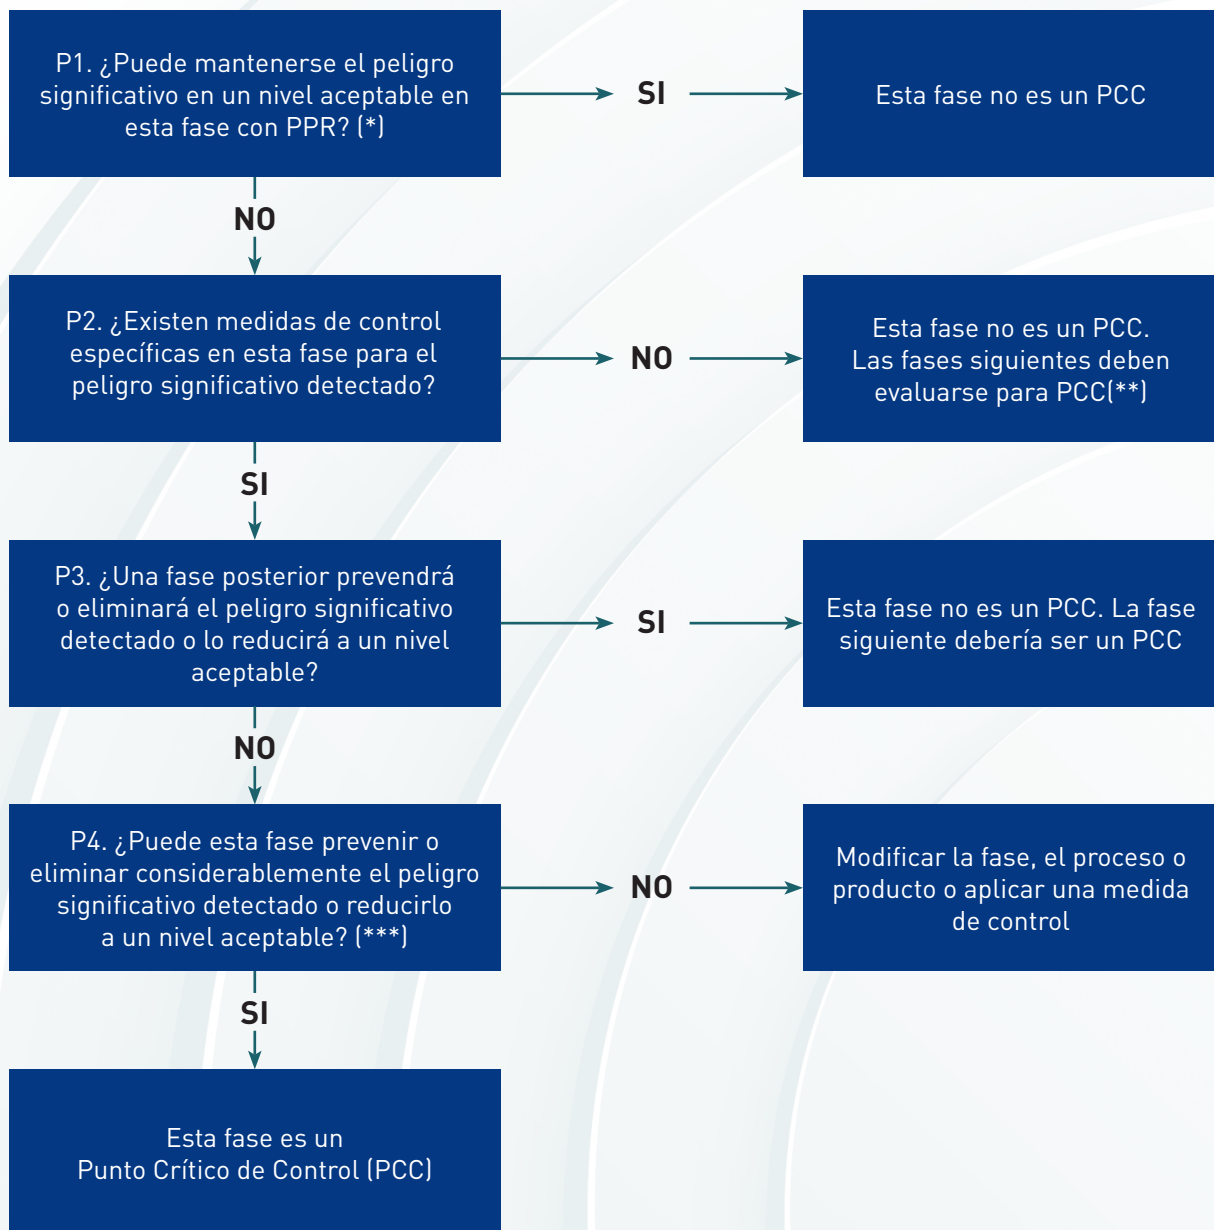 P1. ¿Puede mantenerse el peligro
significativo en un nivel aceptable en
esta fase con PPR? (*)
SI
Esta fase no es un PCC
NO
P2. ¿Existen medidas de control
específicas en esta fase para el
peligro significativo detectado?
NO
Esta fase no es un PCC.
Las fases siguientes deben
evaluarse para PCC(**)
SI
P3. ¿Una fase posterior prevendrá
o eliminará el peligro significativo
detectado o lo reducirá a un nivel
aceptable?
SI
Esta fase no es un PCC. La fase
siguiente debería ser un PCC
NO
P4. ¿Puede esta fase prevenir o
eliminar considerablemente el peligro
significativo detectado o reducirlo
a un nivel aceptable? (***)
NO
Modificar la fase, el proceso o
producto o aplicar una medida
de control
SI
Esta fase es un
Punto Crítico de Control (PCC)